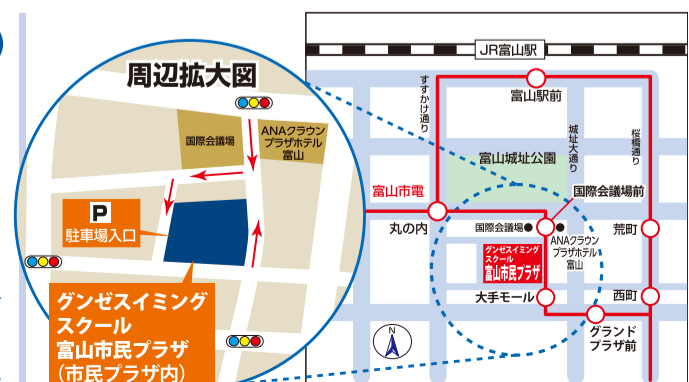 周辺拡大図
国際会議場
ANAクラウン
プラザホテル
富山
P
駐車場入口
グンゼスイミング
スクール
富山市民プラザ
(市民プラザ内)
JR富山駅
すずかけ通り
富山駅前
城址大通り
桜橋通り
富山城址公園
富山市電
国際会議場前
丸の内
国際会議場
ANAクラウン
プラザホテル
富山
荒町
グンゼスイミング
スクール
富山市民プラザ
大手モール
西町
グランド
プラザ前
N